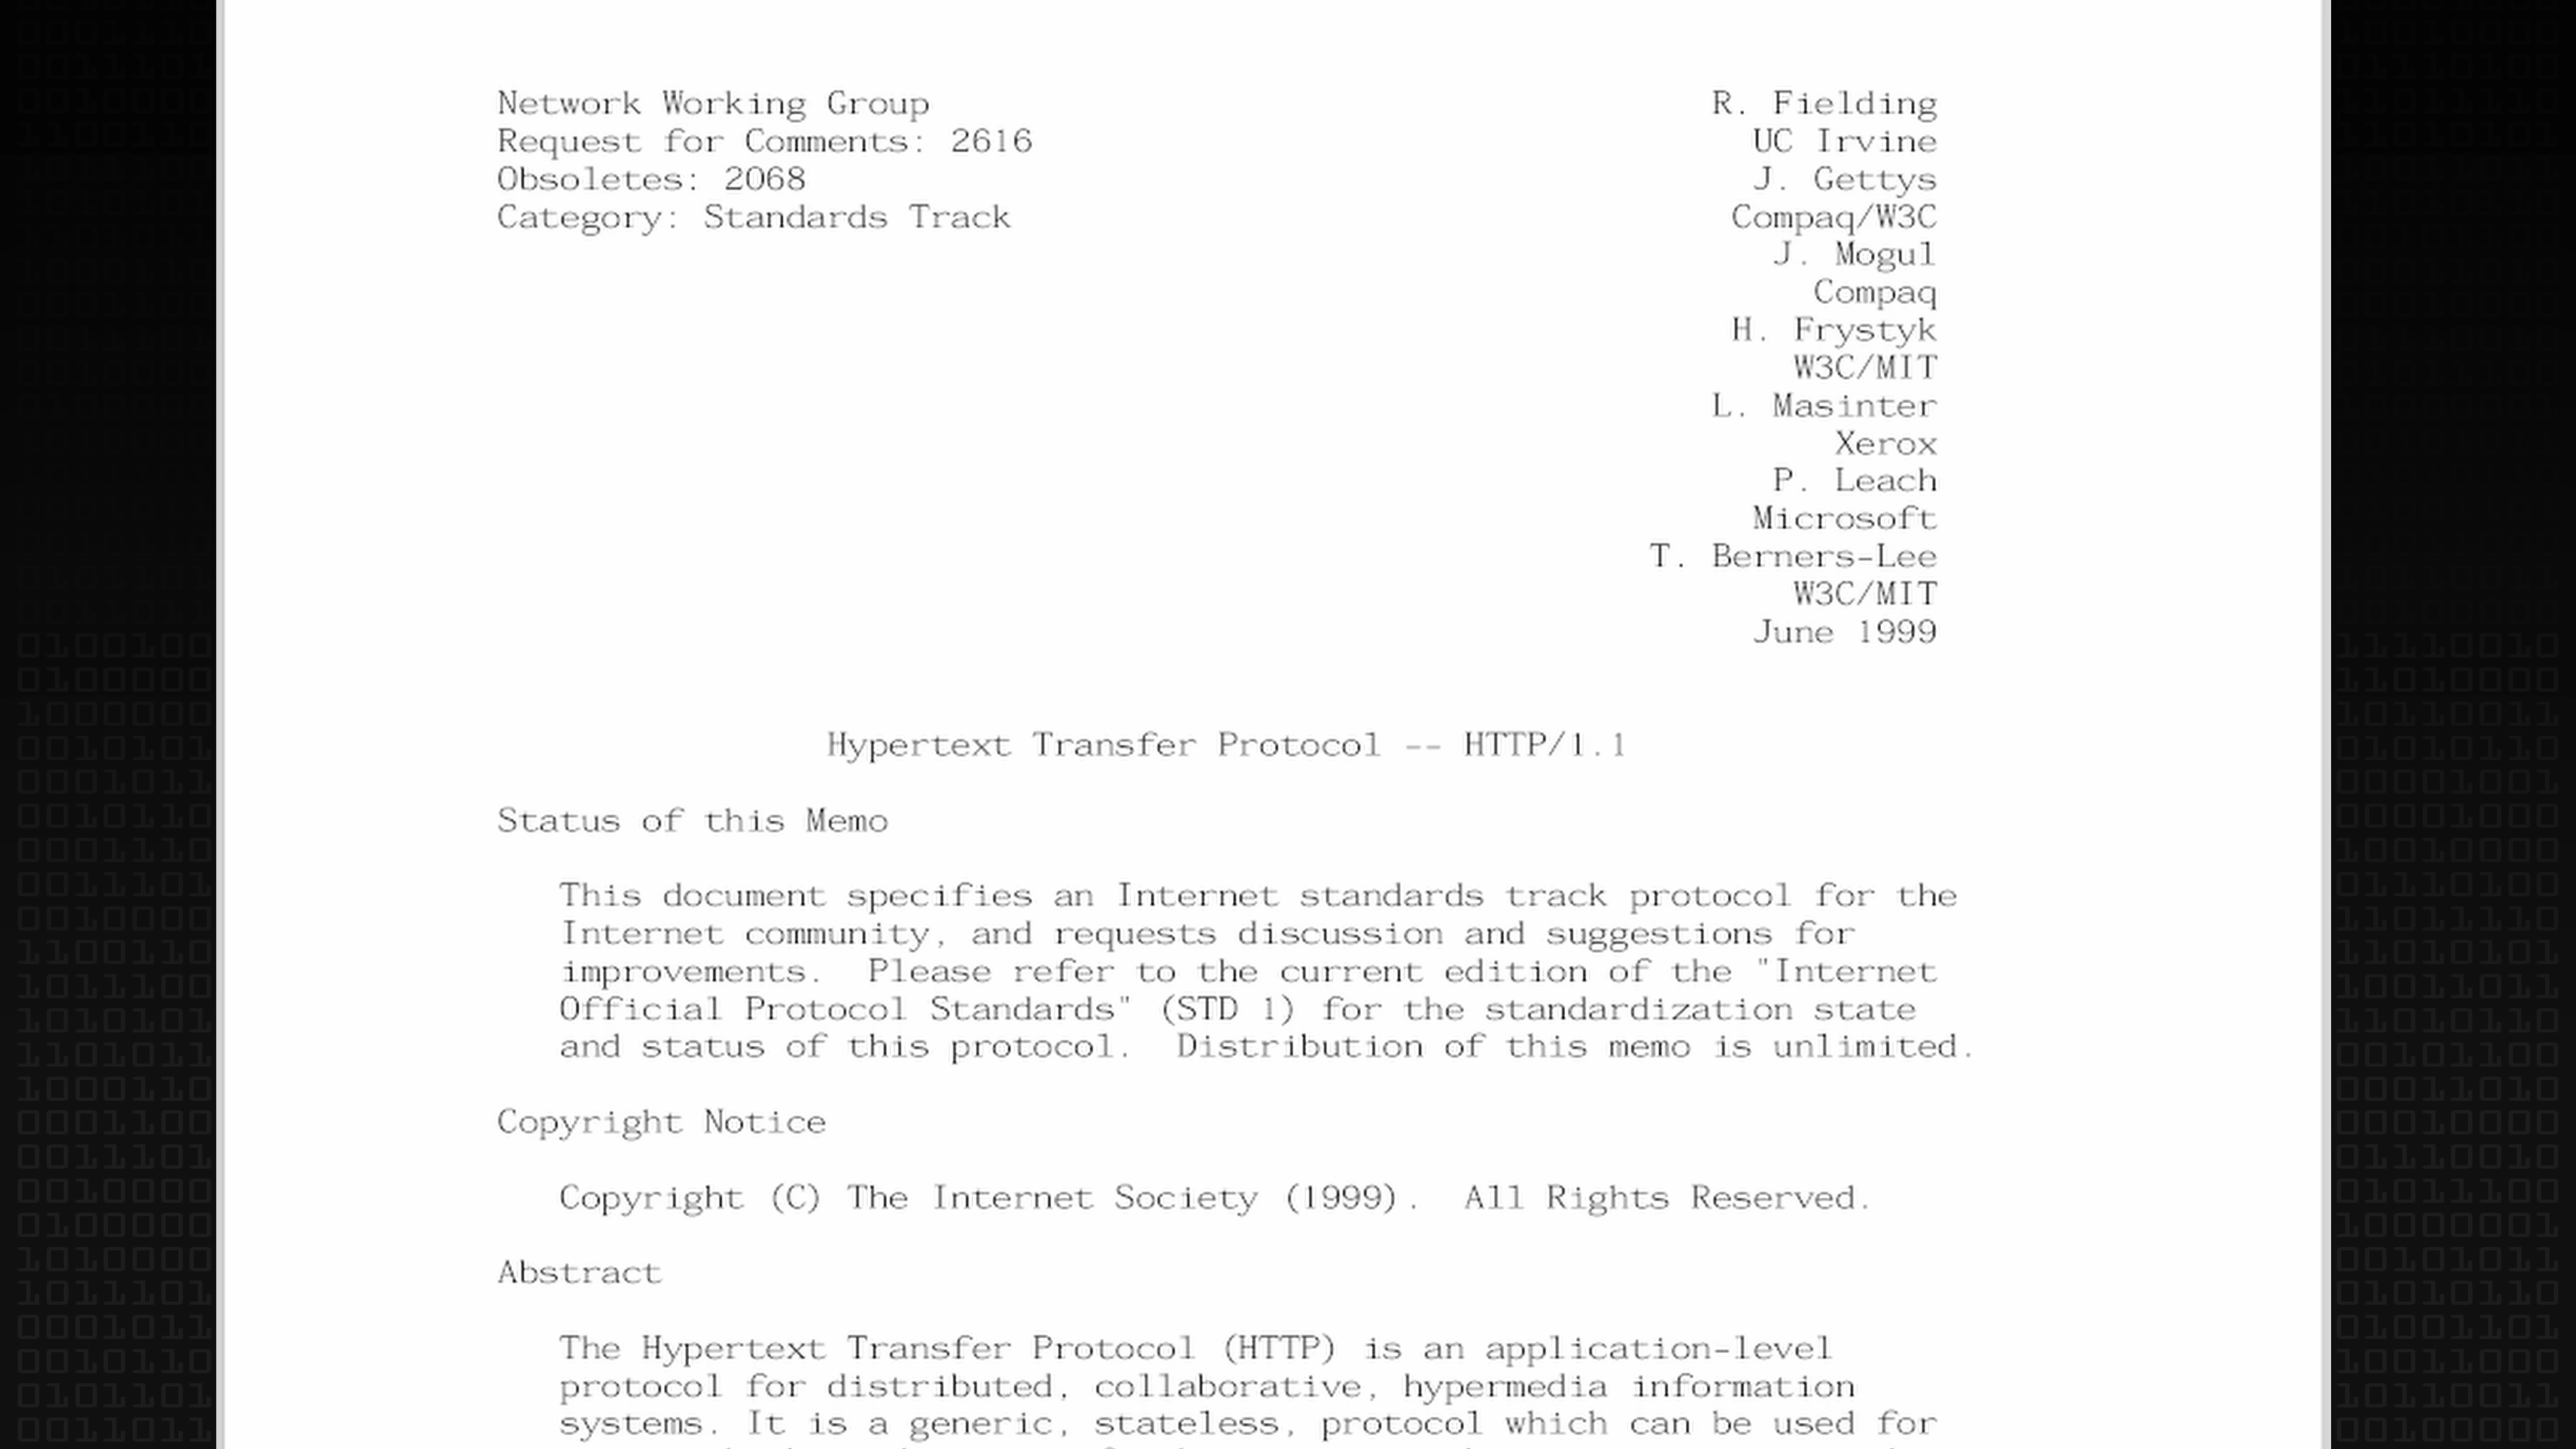 Network Working Group R. Fielding
Request for Comments: 2616 UC Irvine
Obsoletes: 2068 J. Gettys
Category: Standards Track Compaq/W3C
J. Mogul
Compaq
H. Frystyk
W3C/MIT
L. Masinter
Xerox
P. Leach
Microsoft
T. Berners-Lee
W3C/MIT
June 1999
Hypertext Transfer Protocol -- HTTP/1.1
Status of this Memo
This document specifies an Internet standards track protocol for the
Internet community, and requests discussion and suggestions for
improvements. Please refer to the current edition of the "Internet
Official Protocol Standards" (STD 1) for the standardization state
and status of this protocol. Distribution of this memo is unlimited.
Copyright Notice
Copyright (C) The Internet Society (1999). All Rights Reserved.
Abstract
The Hypertext Transfer Protocol (HTTP) is an application-level
protocol for distributed, collaborative, hypermedia information
systems. It is a generic, stateless, protocol which can be used for